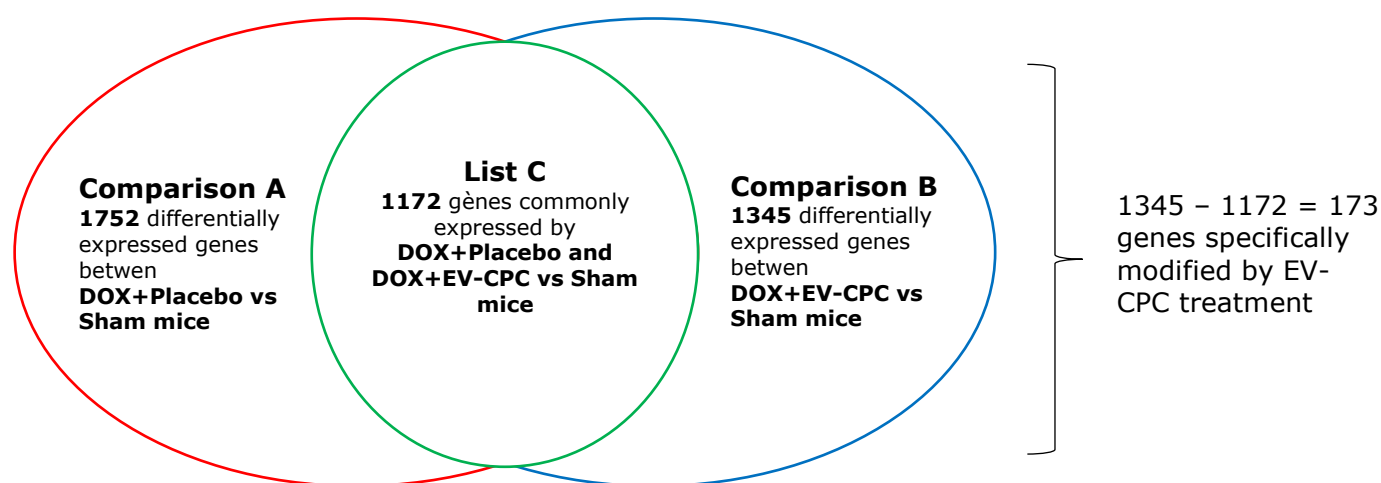 Comparison A
1752 differentially
expressed genes
betwen
DOX+Placebo vs
Sham mice
List C
1172 gènes commonly
expressed by
DOX+Placebo and
DOX+EV-CPC vs Sham
mice
Comparison B
1345 differentially
expressed genes
betwen
DOX+EV-CPC vs
Sham mice
1345 – 1172 = 173
genes specifically
modified by EV-
CPC treatment